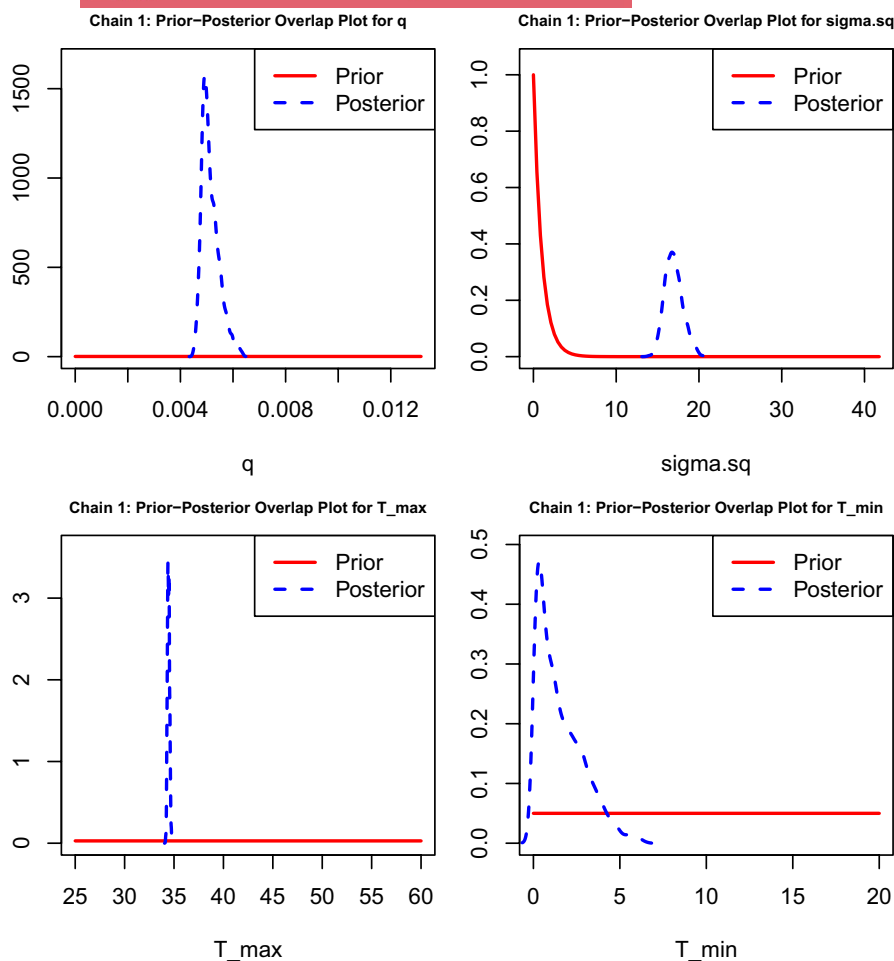 Chain 1: Prior−Posterior Overlap Plot for q
Prior
Posterior
1500
1000
500
0
0.000
0.004
0.008
0.012
q
Chain 1: Prior−Posterior Overlap Plot for sigma.sq
Prior
Posterior
1.0
0.8
0.6
0.4
0.2
0.0
0
10
20
30
40
sigma.sq
Chain 1: Prior−Posterior Overlap Plot for T_max
Prior
Posterior
3
2
1
0
25
30
35
40
45
50
55
60
T_max
Chain 1: Prior−Posterior Overlap Plot for T_min
Prior
Posterior
0.5
0.4
0.3
0.2
0.1
0.0
0
5
10
15
20
T_min